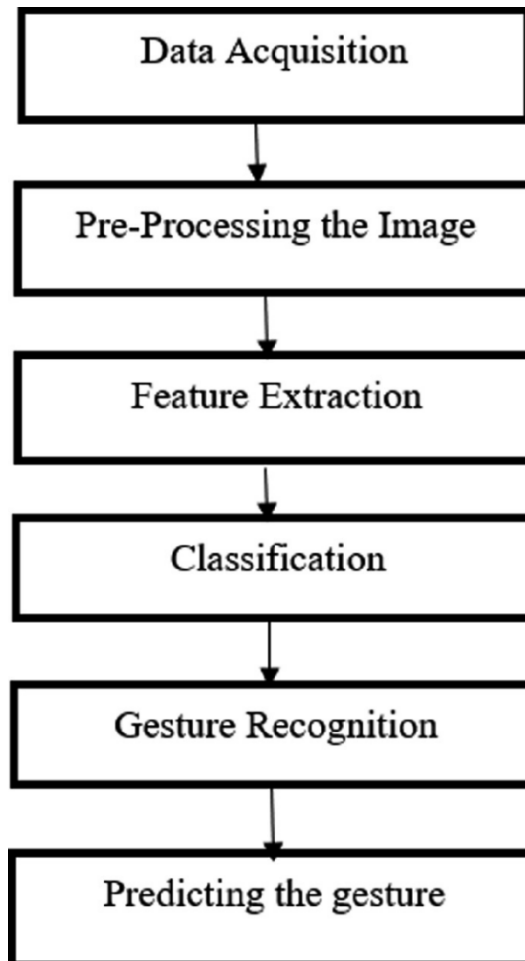 Data Acquisition
Pre-Processing the Image
Feature Extraction
Classification
Gesture Recognition
Predicting the gesture